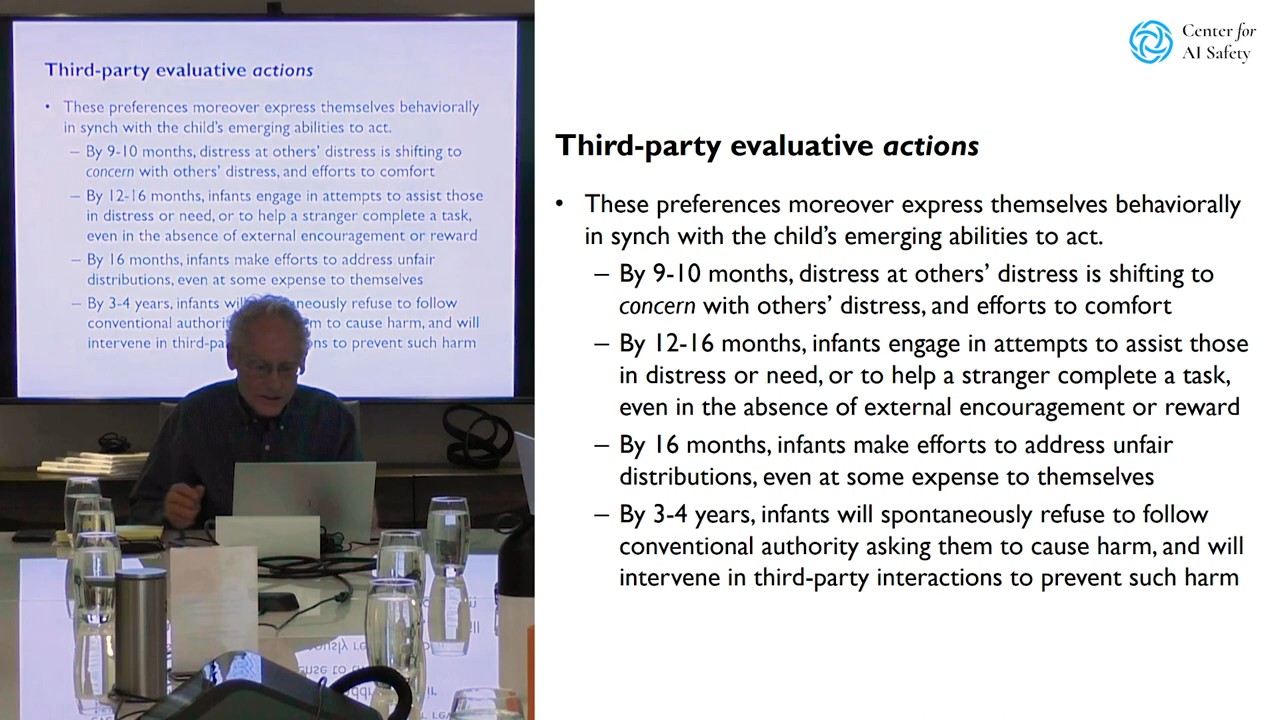 Third-party evaluative actions
• These preferences moreover express themselves behaviorally
in synch with the child's emerging abilities to act.
– By 9-10 months, distress at others' distress is shifting to
concern with others' distress, and efforts to comfort
– By 12-16 months, infants engage in attempts to assist those
in distress or need, or to help a stranger complete a task,
even in the absence of external encouragement or reward
– By 16 months, infants make efforts to address unfair
distributions, even at some expense to themselves
– By 3-4 years, infants will neously refuse to follow
conventional authori m to cause harm, and will
intervene in third-pa ns to prevent such harm
Center for
AI Safety
Third-party evaluative actions
• These preferences moreover express themselves behaviorally
in synch with the child's emerging abilities to act.
– By 9-10 months, distress at others' distress is shifting to
concern with others' distress, and efforts to comfort
– By 12-16 months, infants engage in attempts to assist those
in distress or need, or to help a stranger complete a task,
even in the absence of external encouragement or reward
– By 16 months, infants make efforts to address unfair
distributions, even at some expense to themselves
– By 3-4 years, infants will spontaneously refuse to follow
conventional authority asking them to cause harm, and will
intervene in third-party interactions to prevent such harm